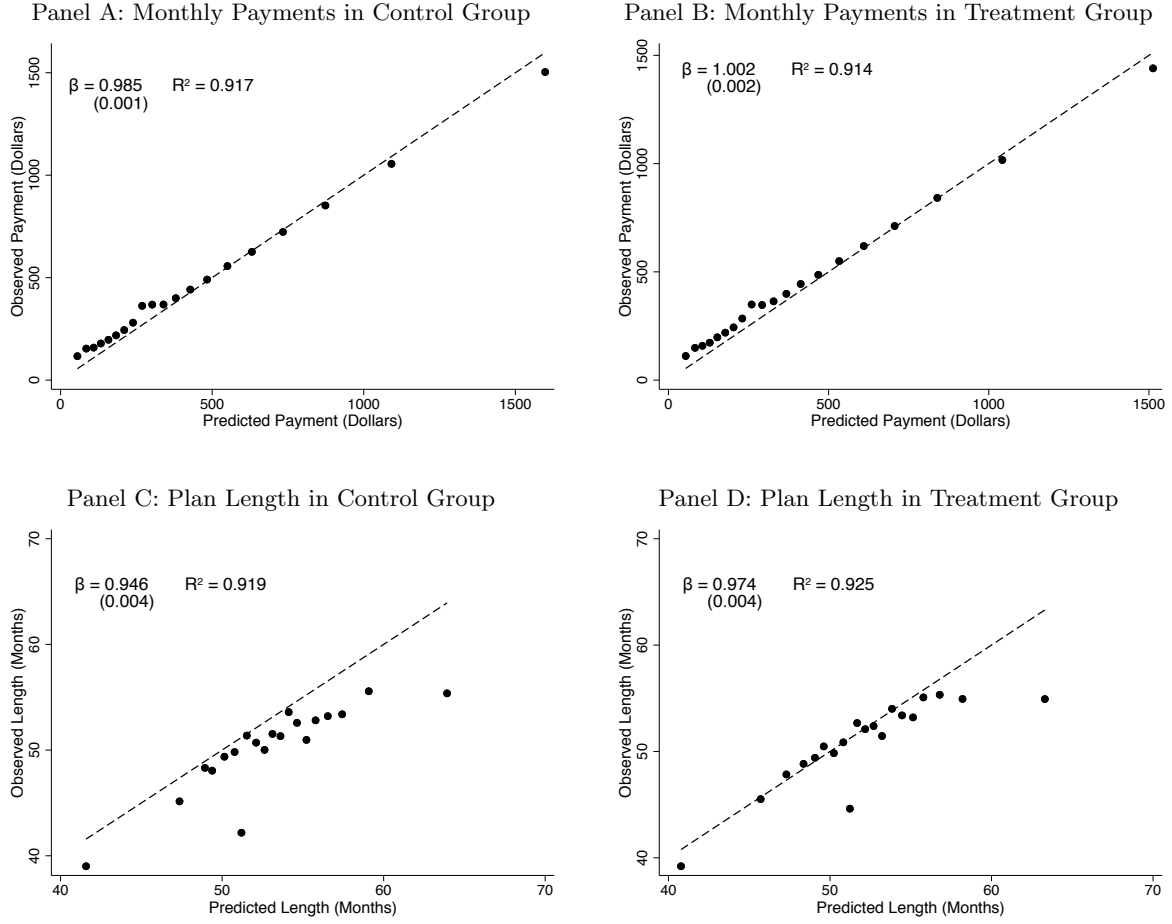 Panel A: Monthly Payments in Control Group
β = 0.985 R² = 0.917
(0.001)
Observed Payment (Dollars)
1500
1000
500
0
0 500 1000 1500
Predicted Payment (Dollars)
Panel B: Monthly Payments in Treatment Group
β = 1.002 R² = 0.914
(0.002)
Observed Payment (Dollars)
1500
1000
500
0
0 500 1000 1500
Predicted Payment (Dollars)
Panel C: Plan Length in Control Group
β = 0.946 R² = 0.919
(0.004)
Observed Length (Months)
70
60
50
40
40 50 60 70
Predicted Length (Months)
Panel D: Plan Length in Treatment Group
β = 0.974 R² = 0.925
(0.004)
Observed Length (Months)
70
60
50
40
40 50 60 70
Predicted Length (Months)